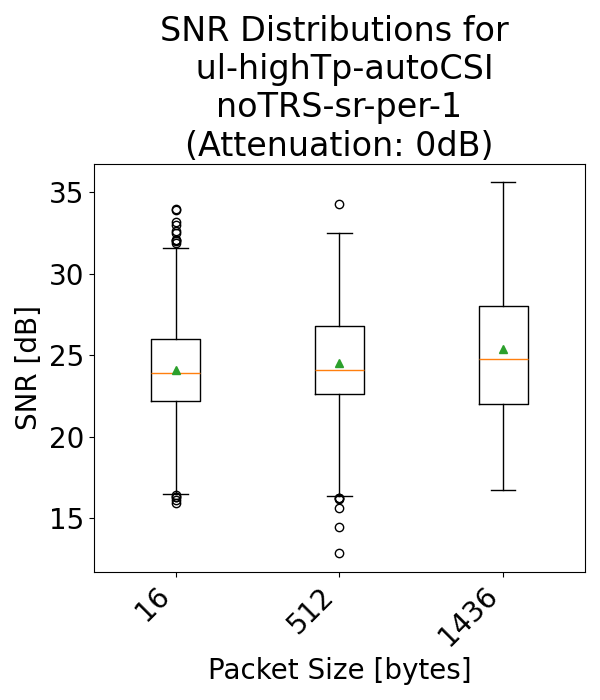 SNR Distributions for
ul-highTp-autoCSI
noTRS-sr-per-1
(Attenuation: 0dB)
35
30
25
20
15
SNR [dB]
16
512
1436
Packet Size [bytes]